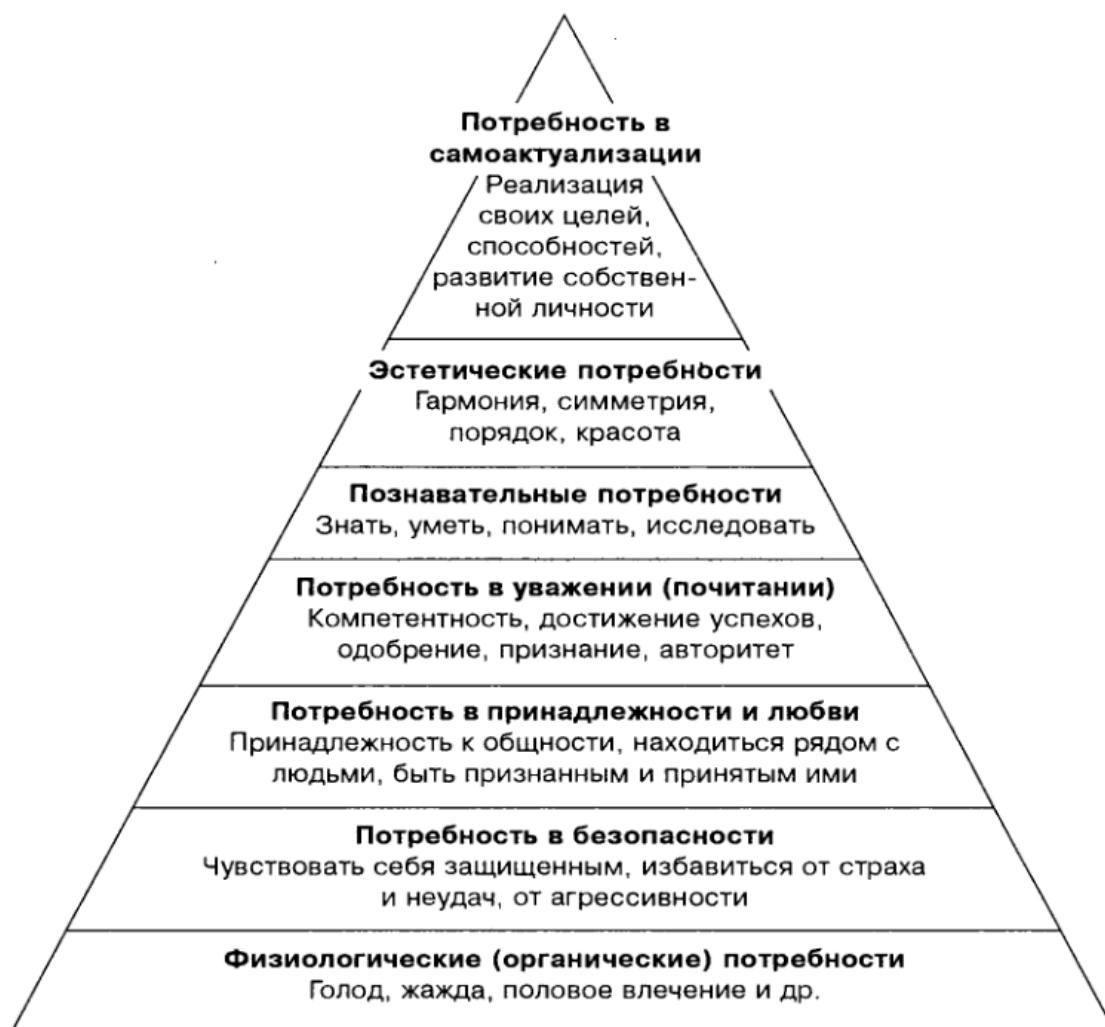 Потребность в
самоактуализации
Реализация
своих целей,
способностей,
развитие собствен-
ной личности
Эстетические потребности
Гармония, симметрия,
порядок, красота
Познавательные потребности
Знать, уметь, понимать, исследовать
Потребность в уважении (почитании)
Компетентность, достижение успехов,
одобрение, признание, авторитет
Потребность в принадлежности и любви
Принадлежность к общности, находиться рядом с
людьми, быть признанным и принятым ими
Потребность в безопасности
Чувствовать себя защищенным, избавиться от страха
и неудач, от агрессивности
Физиологические (органические) потребности
Голод, жажда, половое влечение и др.